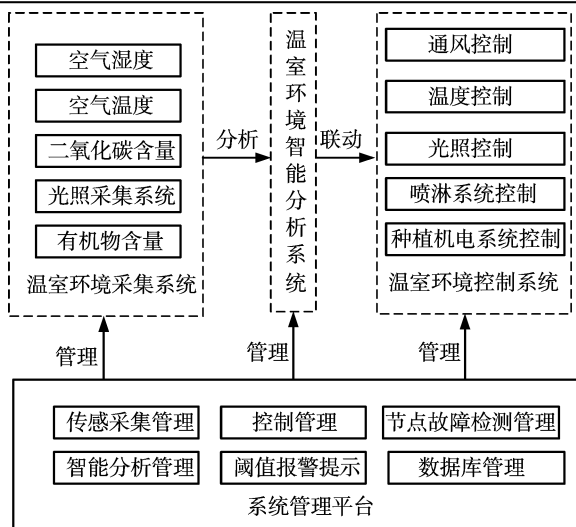 空气湿度
空气温度
二氧化碳含量
光照采集系统
有机物含量
温室环境采集系统
分析
温室环境智能分析系统
联动
通风控制
温度控制
光照控制
喷淋系统控制
种植机电系统控制
温室环境控制系统
管理
管理
管理
传感采集管理
控制管理
节点故障检测管理
智能分析管理
阈值报警提示
数据库管理
系统管理平台